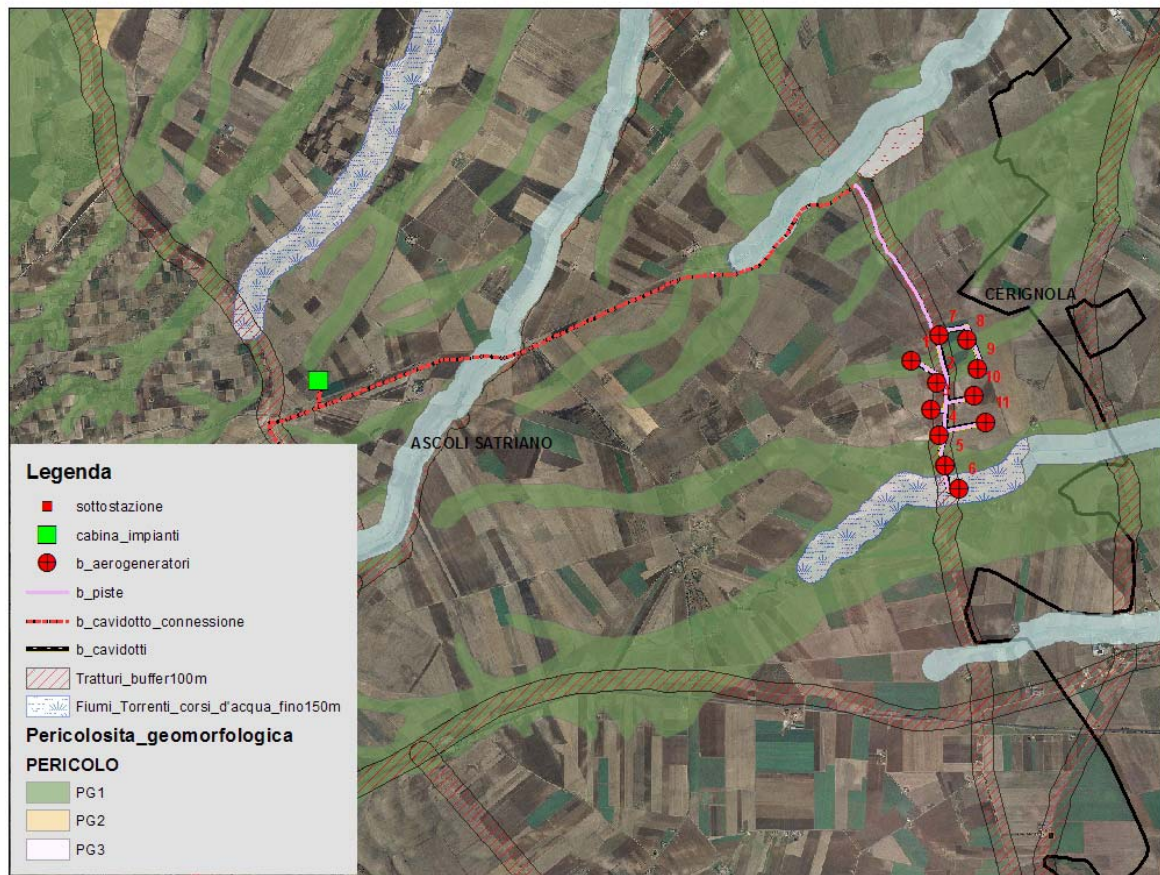 CERIGNOLA
7
8
1
9
10
11
4
5
6
ASCOLI SATRIANO
Legenda
sottostazione
cabina_impianti
b_aerogeneratori
b_piste
b_cavidotto_connessione
b_cavidotti
Tratturi_buffer100m
Fiumi_Torrenti_corsi_d'acqua_fino150m
Pericolosita_geomorfologica
PERICOLO
PG1
PG2
PG3